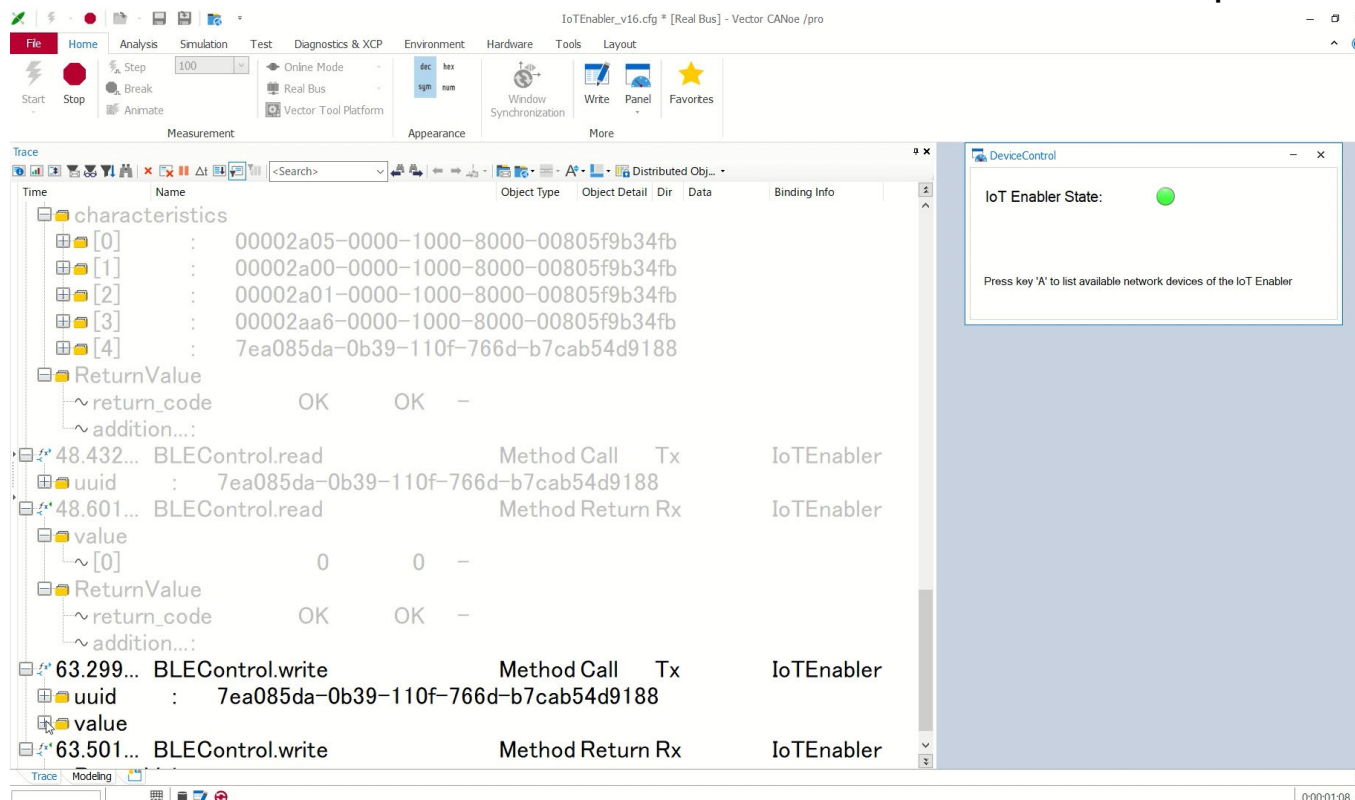 IoTEnabler_v16.cfg * [Real Bus] - Vector CANoe /pro
File Home Analysis Simulation Test Diagnostics & XCP Environment Hardware Tools Layout
Step 100 Online Mode dec hex
Break Real Bus sym num
Start Stop Animate Vector Tool Platform Window Synchronization Write Panel Favorites
Measurement Appearance More
Trace
<Search> Distributed Obj...
Time Name Object Type Object Detail Dir Data Binding Info
characteristics
[0] : 00002a05-0000-1000-8000-00805f9b34fb
[1] : 00002a00-0000-1000-8000-00805f9b34fb
[2] : 00002a01-0000-1000-8000-00805f9b34fb
[3] : 00002aa6-0000-1000-8000-00805f9b34fb
[4] : 7ea085da-0b39-110f-766d-b7cab54d9188
ReturnValue
return_code OK OK -
addition...:
48.432... BLEControl.read Method Call Tx IoTEnabler
uuid : 7ea085da-0b39-110f-766d-b7cab54d9188
48.601... BLEControl.read Method Return Rx IoTEnabler
value
[0] 0 0 -
ReturnValue
return_code OK OK -
addition...:
63.299... BLEControl.write Method Call Tx IoTEnabler
uuid : 7ea085da-0b39-110f-766d-b7cab54d9188
value
63.501... BLEControl.write Method Return Rx IoTEnabler
Trace Modeling
0:00:01:08
DeviceControl
IoT Enabler State:
Press key 'A' to list available network devices of the IoT Enabler